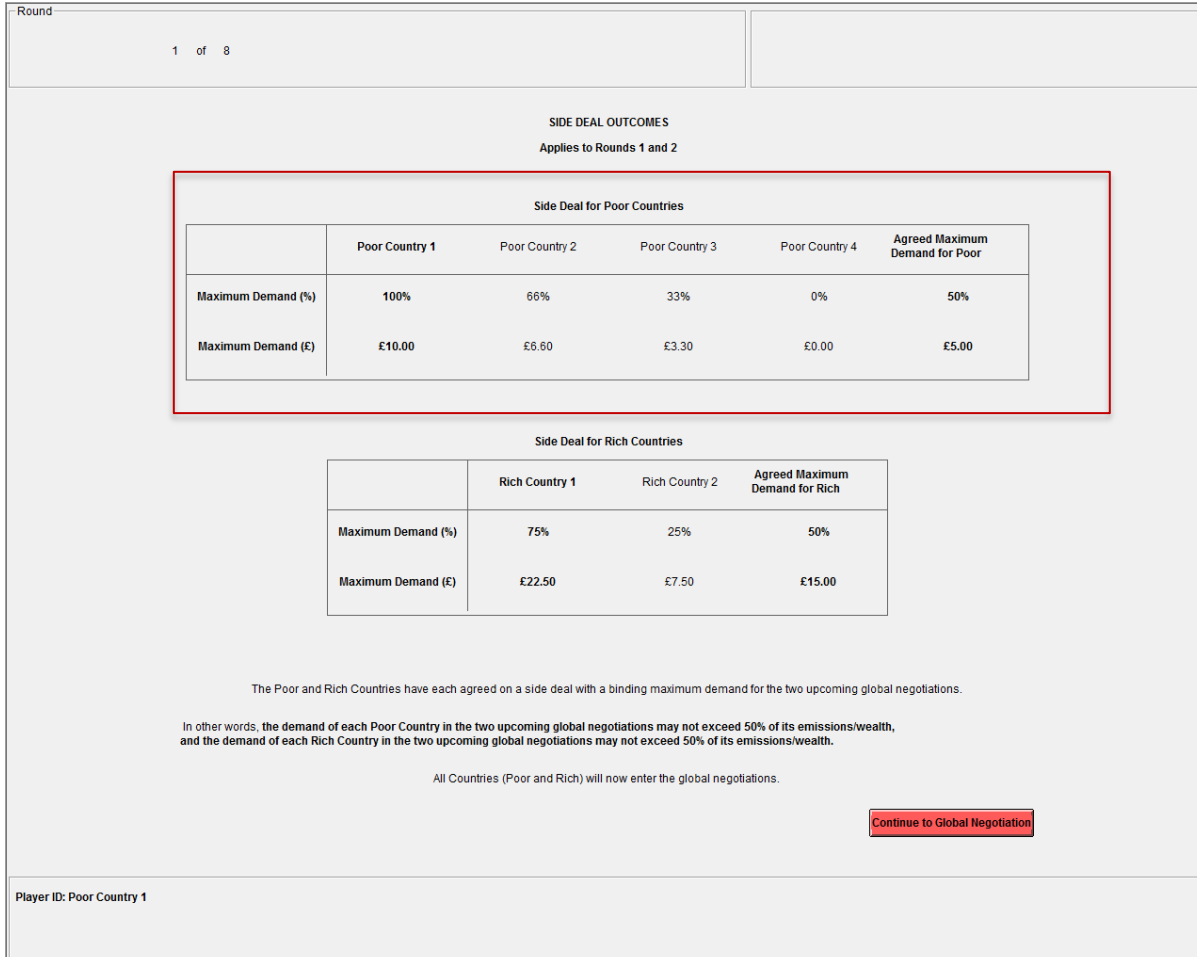 Round
1 of 8
SIDE DEAL OUTCOMES
Applies to Rounds 1 and 2
Side Deal for Poor Countries
Poor Country 1 Poor Country 2 Poor Country 3 Poor Country 4 Agreed Maximum
Demand for Poor
Maximum Demand (%) 100% 66% 33% 0% 50%
Maximum Demand (£) £10.00 £6.60 £3.30 £0.00 £5.00
Side Deal for Rich Countries
Rich Country 1 Rich Country 2 Agreed Maximum
Demand for Rich
Maximum Demand (%) 75% 25% 50%
Maximum Demand (£) £22.50 £7.50 £15.00
The Poor and Rich Countries have each agreed on a side deal with a binding maximum demand for the two upcoming global negotiations.
In other words, the demand of each Poor Country in the two upcoming global negotiations may not exceed 50% of its emissions/wealth,
and the demand of each Rich Country in the two upcoming global negotiations may not exceed 50% of its emissions/wealth.
All Countries (Poor and Rich) will now enter the global negotiations.
Continue to Global Negotiation
Player ID: Poor Country 1